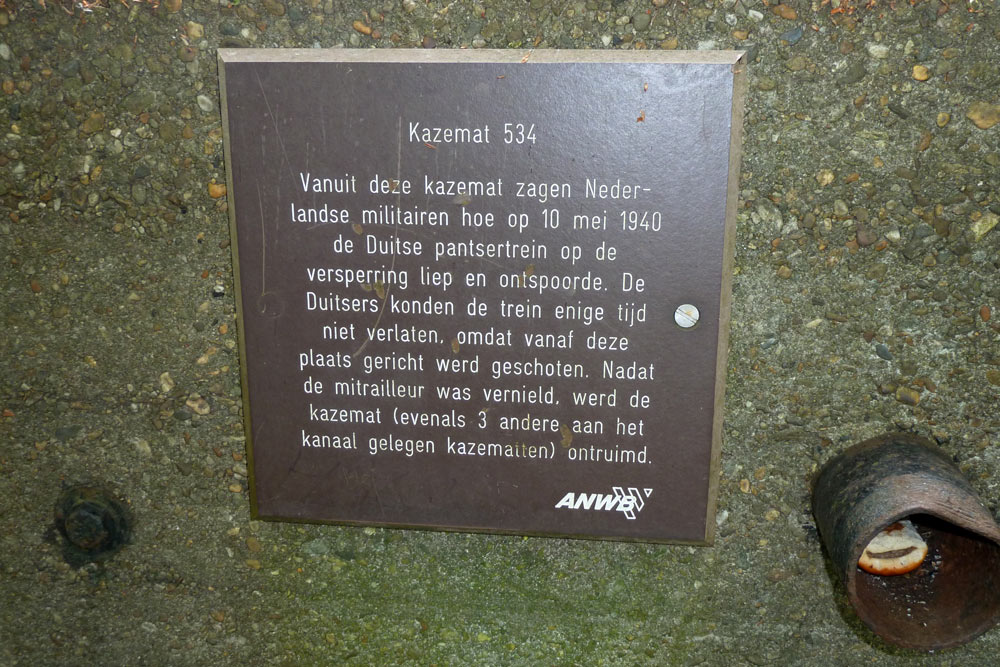 Kazemat 534
Vanuit deze kazemat zagen Neder-
landse militairen hoe op 10 mei 1940
de Duitse pantsertrein op de
versperring liep en ontspoorde. De
Duitsers konden de trein enige tijd
niet verlaten, omdat vanaf deze
plaats gericht werd geschoten. Nadat
de mitrailleur was vernield, werd de
kazemat (evenals 3 andere aan het
kanaal gelegen kazematten) ontruimd.
ANWB